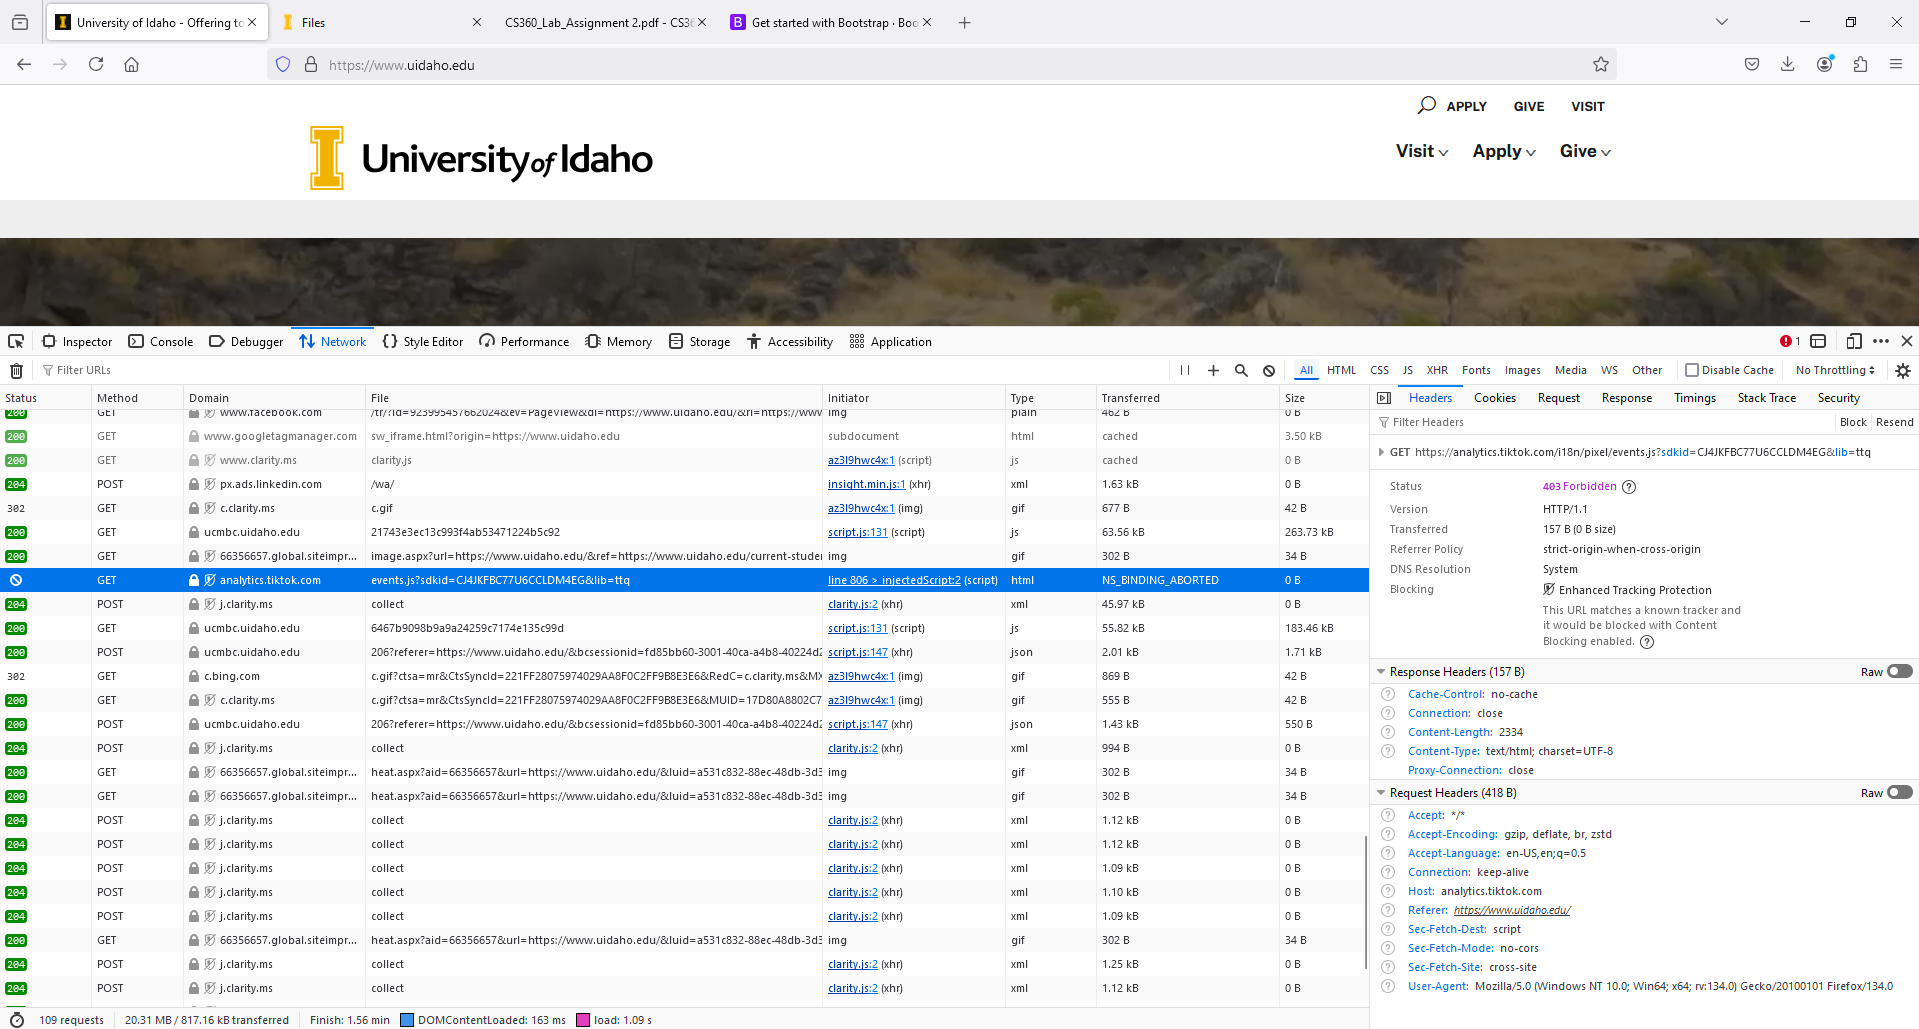 University of Idaho - Offering to
Files
CS360_Lab_Assignment 2.pdf - CS36
Get started with Bootstrap · Boo
https://www.uidaho.edu
APPLY GIVE VISIT
University of Idaho
Visit Apply Give
Inspector Console Debugger Network Style Editor Performance Memory Storage Accessibility Application 1
Filter URLs All HTML CSS JS XHR Fonts Images Media WS Other Disable Cache No Throttling
Status Method Domain File Initiator Type Transferred Size
200 GET www.facebook.com /tr/?id=923995457662024&ev=PageView&dl=https://www.uidaho.edu/&rl=https://www img plain 462 B 0 B
200 GET www.googletagmanager.com sw_iframe.html?origin=https://www.uidaho.edu subdocument html cached 3.50 kB
200 GET www.clarity.ms clarity.js az3l9hwc4x:1 (script) js cached 0 B
204 POST px.ads.linkedin.com /wa/ insight.min.js:1 (xhr) xml 1.63 kB 0 B
302 GET c.clarity.ms c.gif az3l9hwc4x:1 (img) gif 677 B 42 B
200 GET ucmbc.uidaho.edu 21743e3ec13c993f4ab53471224b5c92 script.js:131 (script) js 63.56 kB 263.73 kB
200 GET 66356657.global.siteimpr... image.aspx?url=https://www.uidaho.edu/&ref=https://www.uidaho.edu/current-studer img gif 302 B 34 B
GET analytics.tiktok.com events.js?sdkid=CJ4JKFBC77U6CCLDM4EG&lib=ttq line 806 > injectedScript:2 (script) html NS_BINDING_ABORTED 0 B
204 POST j.clarity.ms collect clarity.js:2 (xhr) xml 45.97 kB 0 B
200 GET ucmbc.uidaho.edu 6467b9098b9a9a24259c7174e135c99d script.js:131 (script) js 55.82 kB 183.46 kB
200 POST ucmbc.uidaho.edu 206?referer=https://www.uidaho.edu/&bcsessionid=fd85bb60-3001-40ca-a4b8-40224d2 script.js:147 (xhr) json 2.01 kB 1.71 kB
302 GET c.bing.com c.gif?ctsa=mr&CtsSyncId=221FF28075974029AA8F0C2FF9B8E3E6&RedC=c.clarity.ms&MX az3l9hwc4x:1 (img) gif 869 B 42 B
200 GET c.clarity.ms c.gif?ctsa=mr&CtsSyncId=221FF28075974029AA8F0C2FF9B8E3E6&MUID=17D80A8802C7 az3l9hwc4x:1 (img) gif 555 B 42 B
200 POST ucmbc.uidaho.edu 206?referer=https://www.uidaho.edu/&bcsessionid=fd85bb60-3001-40ca-a4b8-40224d2 script.js:147 (xhr) json 1.43 kB 550 B
204 POST j.clarity.ms collect clarity.js:2 (xhr) xml 994 B 0 B
200 GET 66356657.global.siteimpr... heat.aspx?aid=66356657&url=https://www.uidaho.edu/&luid=a531c832-88ec-48db-3d3 img gif 302 B 34 B
200 GET 66356657.global.siteimpr... heat.aspx?aid=66356657&url=https://www.uidaho.edu/&luid=a531c832-88ec-48db-3d3 img gif 302 B 34 B
204 POST j.clarity.ms collect clarity.js:2 (xhr) xml 1.12 kB 0 B
204 POST j.clarity.ms collect clarity.js:2 (xhr) xml 1.12 kB 0 B
204 POST j.clarity.ms collect clarity.js:2 (xhr) xml 1.09 kB 0 B
204 POST j.clarity.ms collect clarity.js:2 (xhr) xml 1.10 kB 0 B
204 POST j.clarity.ms collect clarity.js:2 (xhr) xml 1.09 kB 0 B
200 GET 66356657.global.siteimpr... heat.aspx?aid=66356657&url=https://www.uidaho.edu/&luid=a531c832-88ec-48db-3d3 img gif 302 B 34 B
204 POST j.clarity.ms collect clarity.js:2 (xhr) xml 1.25 kB 0 B
204 POST j.clarity.ms collect clarity.js:2 (xhr) xml 1.12 kB 0 B
109 requests 20.31 MB / 817.16 kB transferred Finish: 1.56 min DOMContentLoaded: 163 ms load: 1.09 s
Headers Cookies Request Response Timings Stack Trace Security
Filter Headers Block Resend
GET https://analytics.tiktok.com/i18n/pixel/events.js?sdkid=CJ4JKFBC77U6CCLDM4EG&lib=ttq
Status 403 Forbidden
Version HTTP/1.1
Transferred 157 B (0 B size)
Referrer Policy strict-origin-when-cross-origin
DNS Resolution System
Blocking Enhanced Tracking Protection
This URL matches a known tracker and
it would be blocked with Content
Blocking enabled.
Response Headers (157 B) Raw
Cache-Control: no-cache
Connection: close
Content-Length: 2334
Content-Type: text/html; charset=UTF-8
Proxy-Connection: close
Request Headers (418 B) Raw
Accept: */*
Accept-Encoding: gzip, deflate, br, zstd
Accept-Language: en-US,en;q=0.5
Connection: keep-alive
Host: analytics.tiktok.com
Referer: https://www.uidaho.edu/
Sec-Fetch-Dest: script
Sec-Fetch-Mode: no-cors
Sec-Fetch-Site: cross-site
User-Agent: Mozilla/5.0 (Windows NT 10.0; Win64; x64; rv:134.0) Gecko/20100101 Firefox/134.0